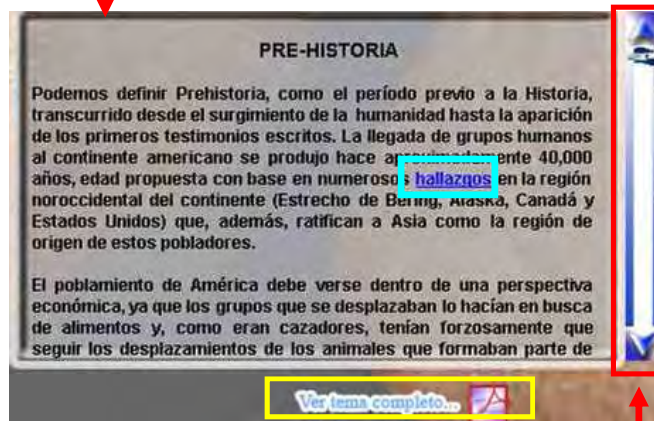 PRE-HISTORIA
Podemos definir Prehistoria, como el período previo a la Historia,
transcurrido desde el surgimiento de la humanidad hasta la aparición
de los primeros testimonios escritos. La llegada de grupos humanos
al continente americano se produjo hace aproximadamente 40,000
años, edad propuesta con base en numerosos hallazgos en la región
noroccidental del continente (Estrecho de Bering, Alaska, Canadá y
Estados Unidos) que, además, ratifican a Asia como la región de
origen de estos pobladores.
El poblamiento de América debe verse dentro de una perspectiva
económica, ya que los grupos que se desplazaban lo hacían en busca
de alimentos y, como eran cazadores, tenían forzosamente que
seguir los desplazamientos de los animales que formaban parte de
Ver tema completo...